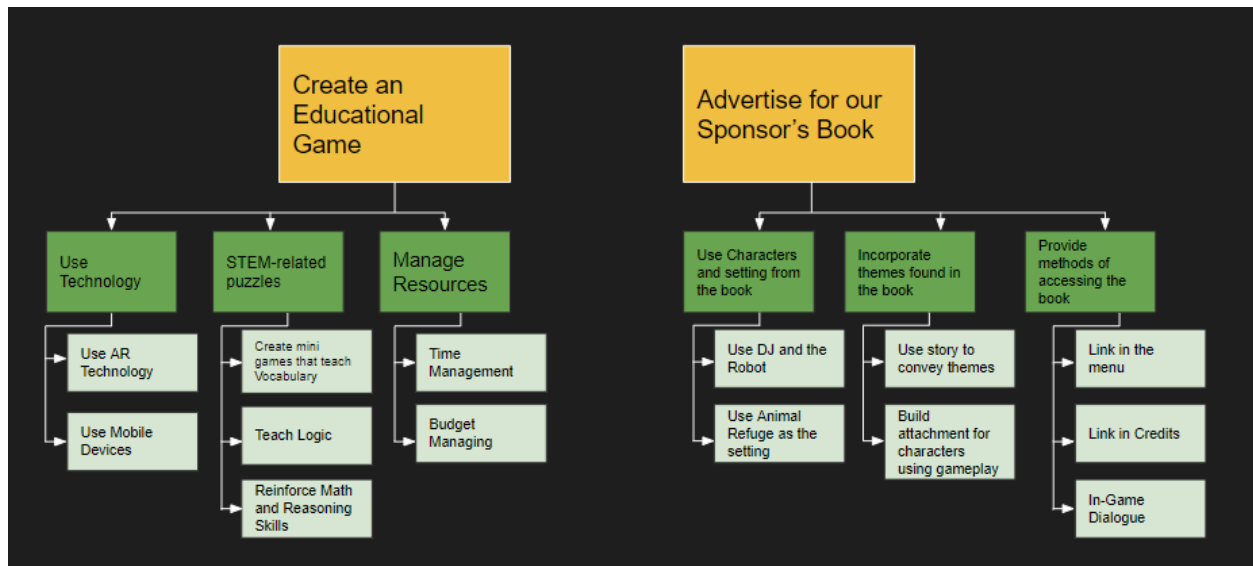 Create an
Educational
Game
Advertise for our
Sponsor's Book
Use
Technology
STEM-related
puzzles
Manage
Resources
Use Characters
and setting from
the book
Incorporate
themes found in
the book
Provide
methods of
accessing the
book
Use AR
Technology
Use Mobile
Devices
Create mini
games that teach
Vocabulary
Teach Logic
Reinforce Math
and Reasoning
Skills
Time
Management
Budget
Managing
Use DJ and the
Robot
Use Animal
Refuge as the
setting
Use story to
convey themes
Build
attachment for
characters
using gameplay
Link in the
menu
Link in Credits
In-Game
Dialogue